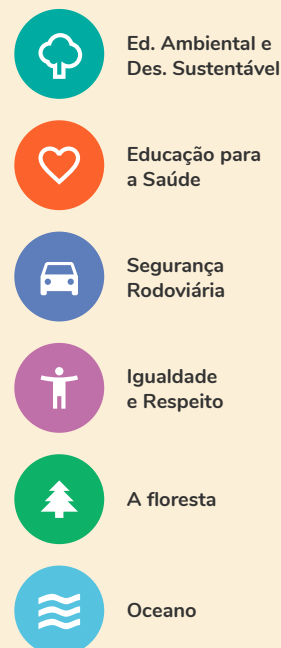 Ed. Ambiental e
Des. Sustentável
Educação para
a Saúde
Segurança
Rodoviária
Igualdade
e Respeito
A floresta
Oceano